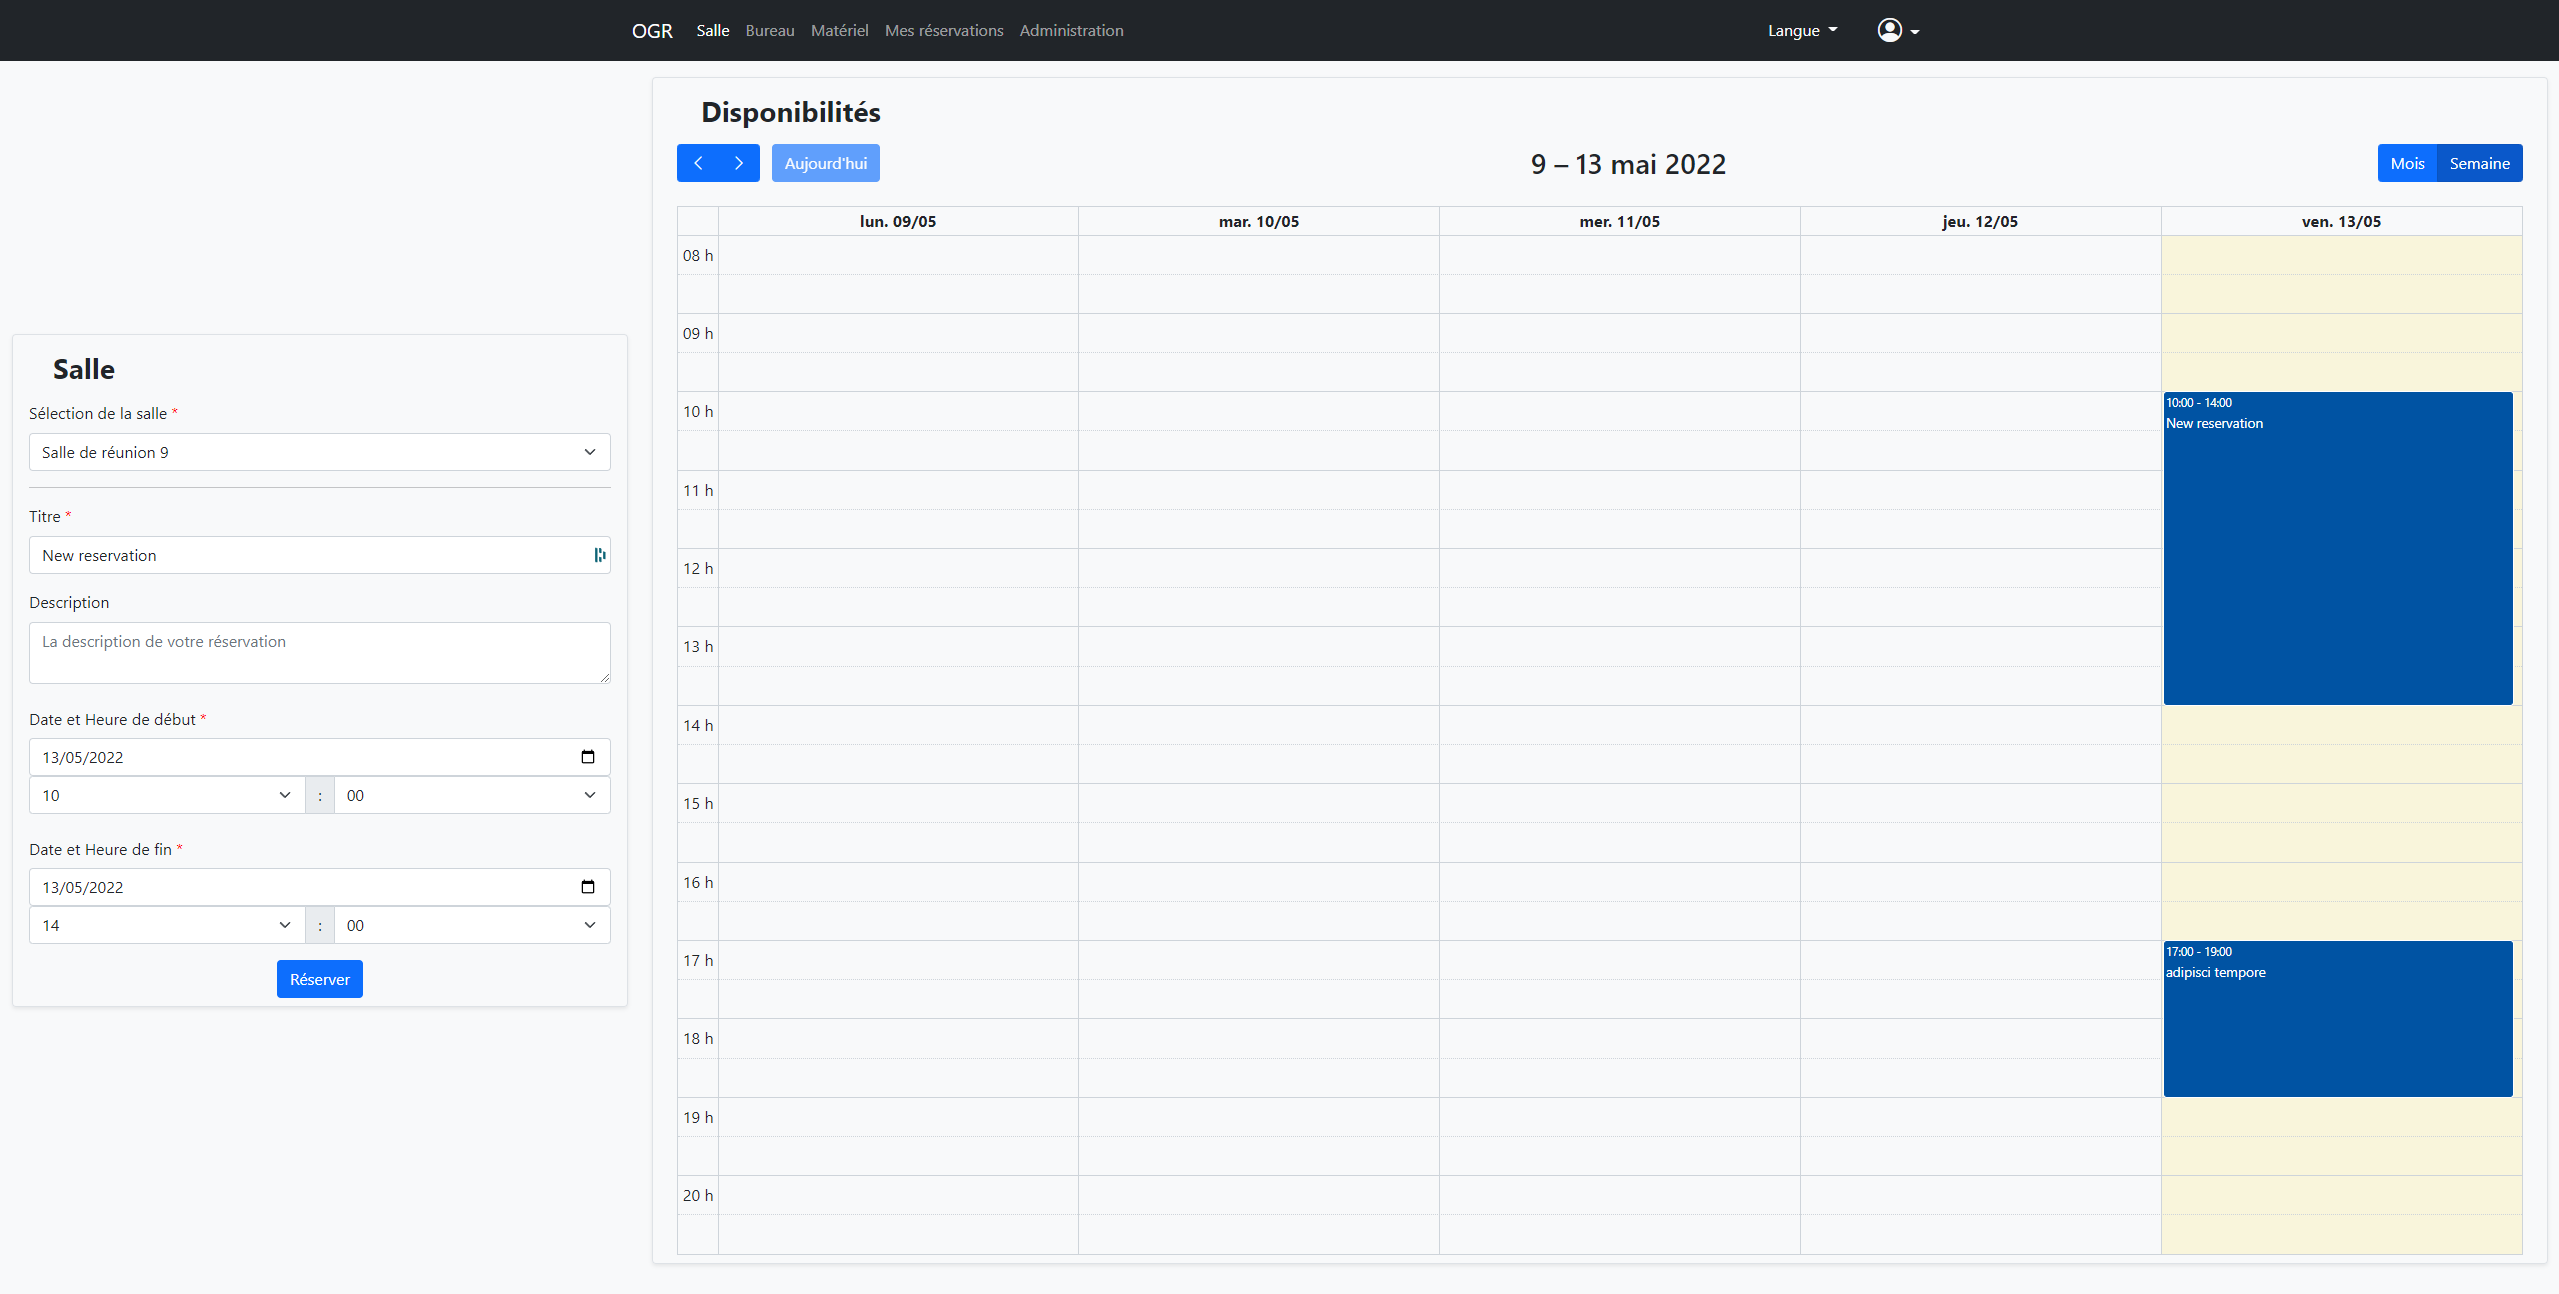 OGR Salle Bureau Matériel Mes réservations Administration Langue
Salle
Sélection de la salle *
Salle de réunion 9
Titre *
New reservation
Description
La description de votre réservation
Date et Heure de début *
13/05/2022
10 : 00
Date et Heure de fin *
13/05/2022
14 : 00
Réserver
Disponibilités
Aujourd'hui
9 – 13 mai 2022
Mois Semaine
lun. 09/05 mar. 10/05 mer. 11/05 jeu. 12/05 ven. 13/05
08 h
09 h
10 h
11 h
12 h
13 h
14 h
15 h
16 h
17 h
18 h
19 h
20 h
10:00 - 14:00
New reservation
17:00 - 19:00
adipisci tempore